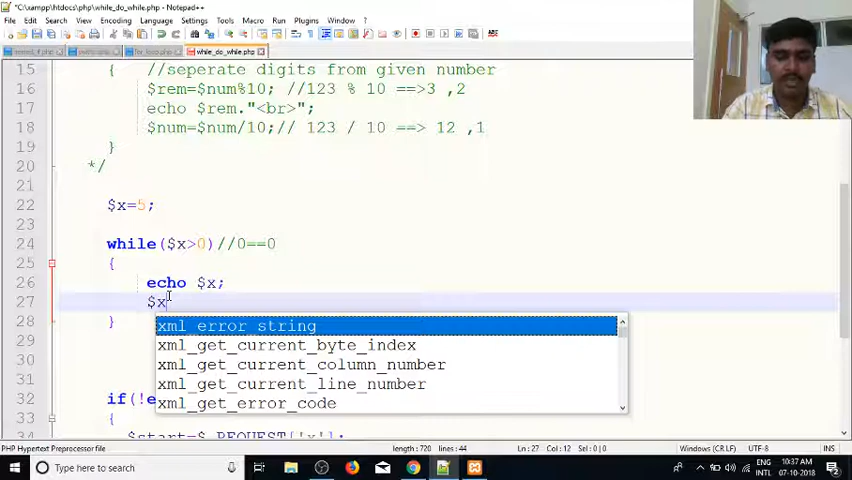 *C:\xampp\htdocs\php\while_do_while.php - Notepad++
File Edit Search View Encoding Language Settings Tools Macro Run Plugins Window ?
while_do_while.php
15 { //seperate digits from given number
16 $rem=$num%10; //123 % 10 ==>3 ,2
17 echo $rem."<br>";
18 $num=$num/10;// 123 / 10 ==> 12 ,1
19 }
20 */
21
22 $x=5;
23
24 while($x>0)//0==0
25 {
26 echo $x;
27 $x
xml_error_string
28 }
xml_get_current_byte_index
30
xml_get_current_column_number
31
xml_get_current_line_number
32 if(!e
xml_get_error_code
33 {
34 $start=$_REQUEST['x'];
PHP Hypertext Preprocessor file length : 720 lines : 44 Ln : 27 Col : 12 Sel : 0 | 0 Windows (CR LF) UTF-8 INS
Type here to search
ENG
INTL
10:37 AM
07-10-2018